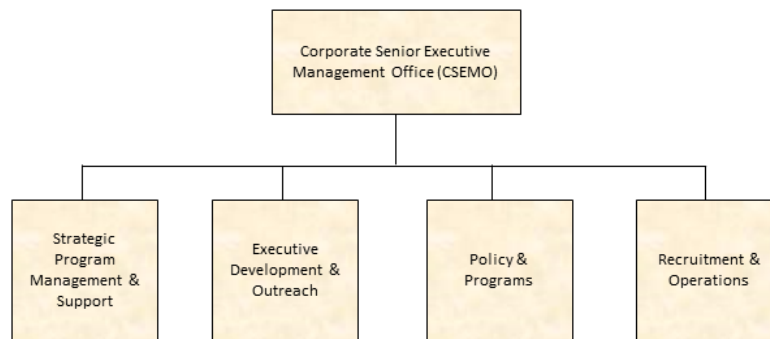 Corporate Senior Executive
Management Office (CSEMO)
Strategic
Program
Management &
Support
Executive
Development &
Outreach
Policy &
Programs
Recruitment &
Operations